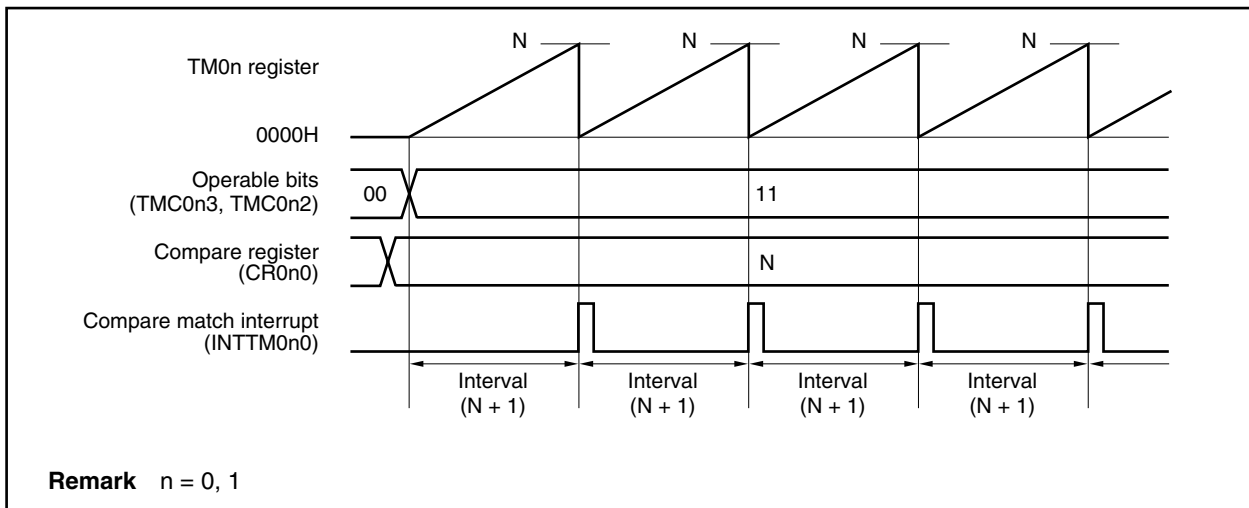 N N N N
TM0n register
0000H
Operable bits
(TMC0n3, TMC0n2)
00 11
Compare register
(CR0n0)
N
Compare match interrupt
(INTTM0n0)
Interval Interval Interval Interval
(N + 1) (N + 1) (N + 1) (N + 1)
Remark n = 0, 1